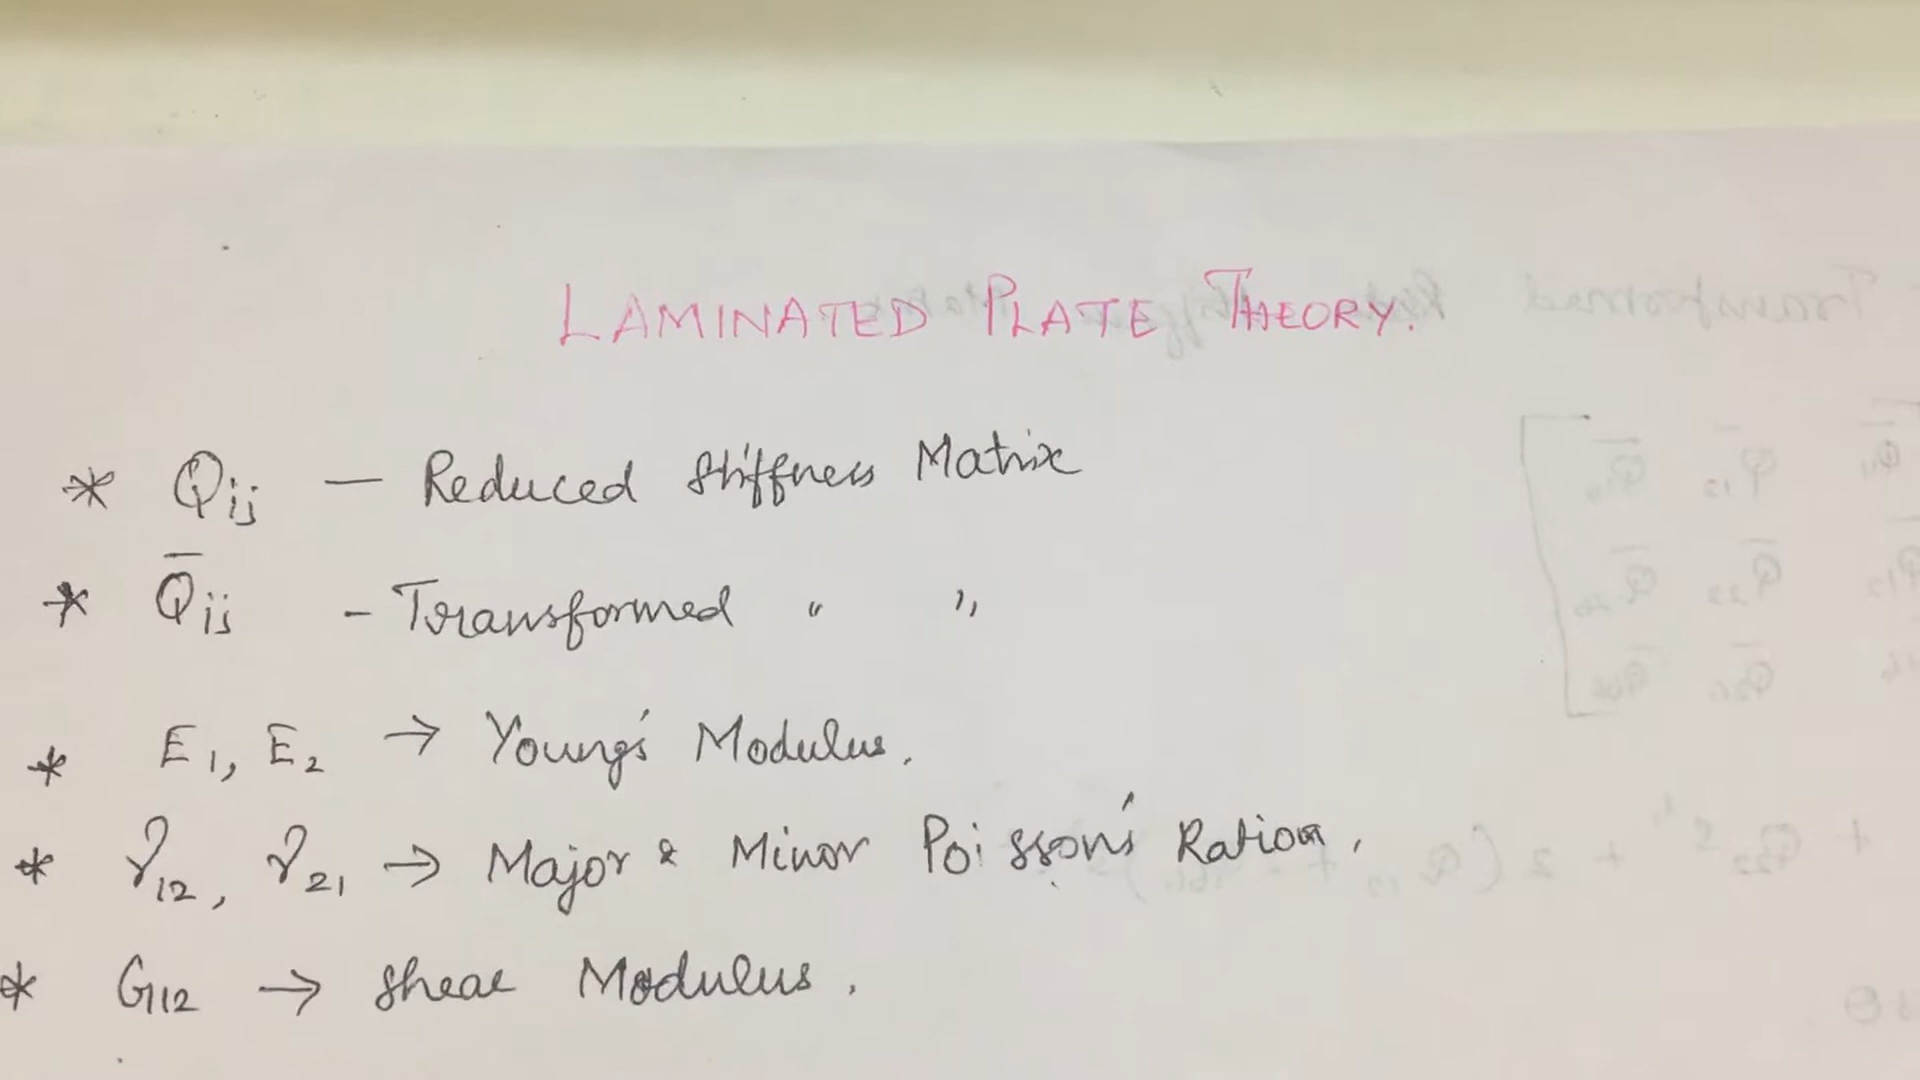 LAMINATED PLATE THEORY.
* Qij — Reduced Stiffness Matrix
* Q̅ij - Transformed " "
* E1, E2 → Young's Modulus.
* ν12, ν21 → Major & Minor Poisson's Ration.
* G12 → Shear Modulus.